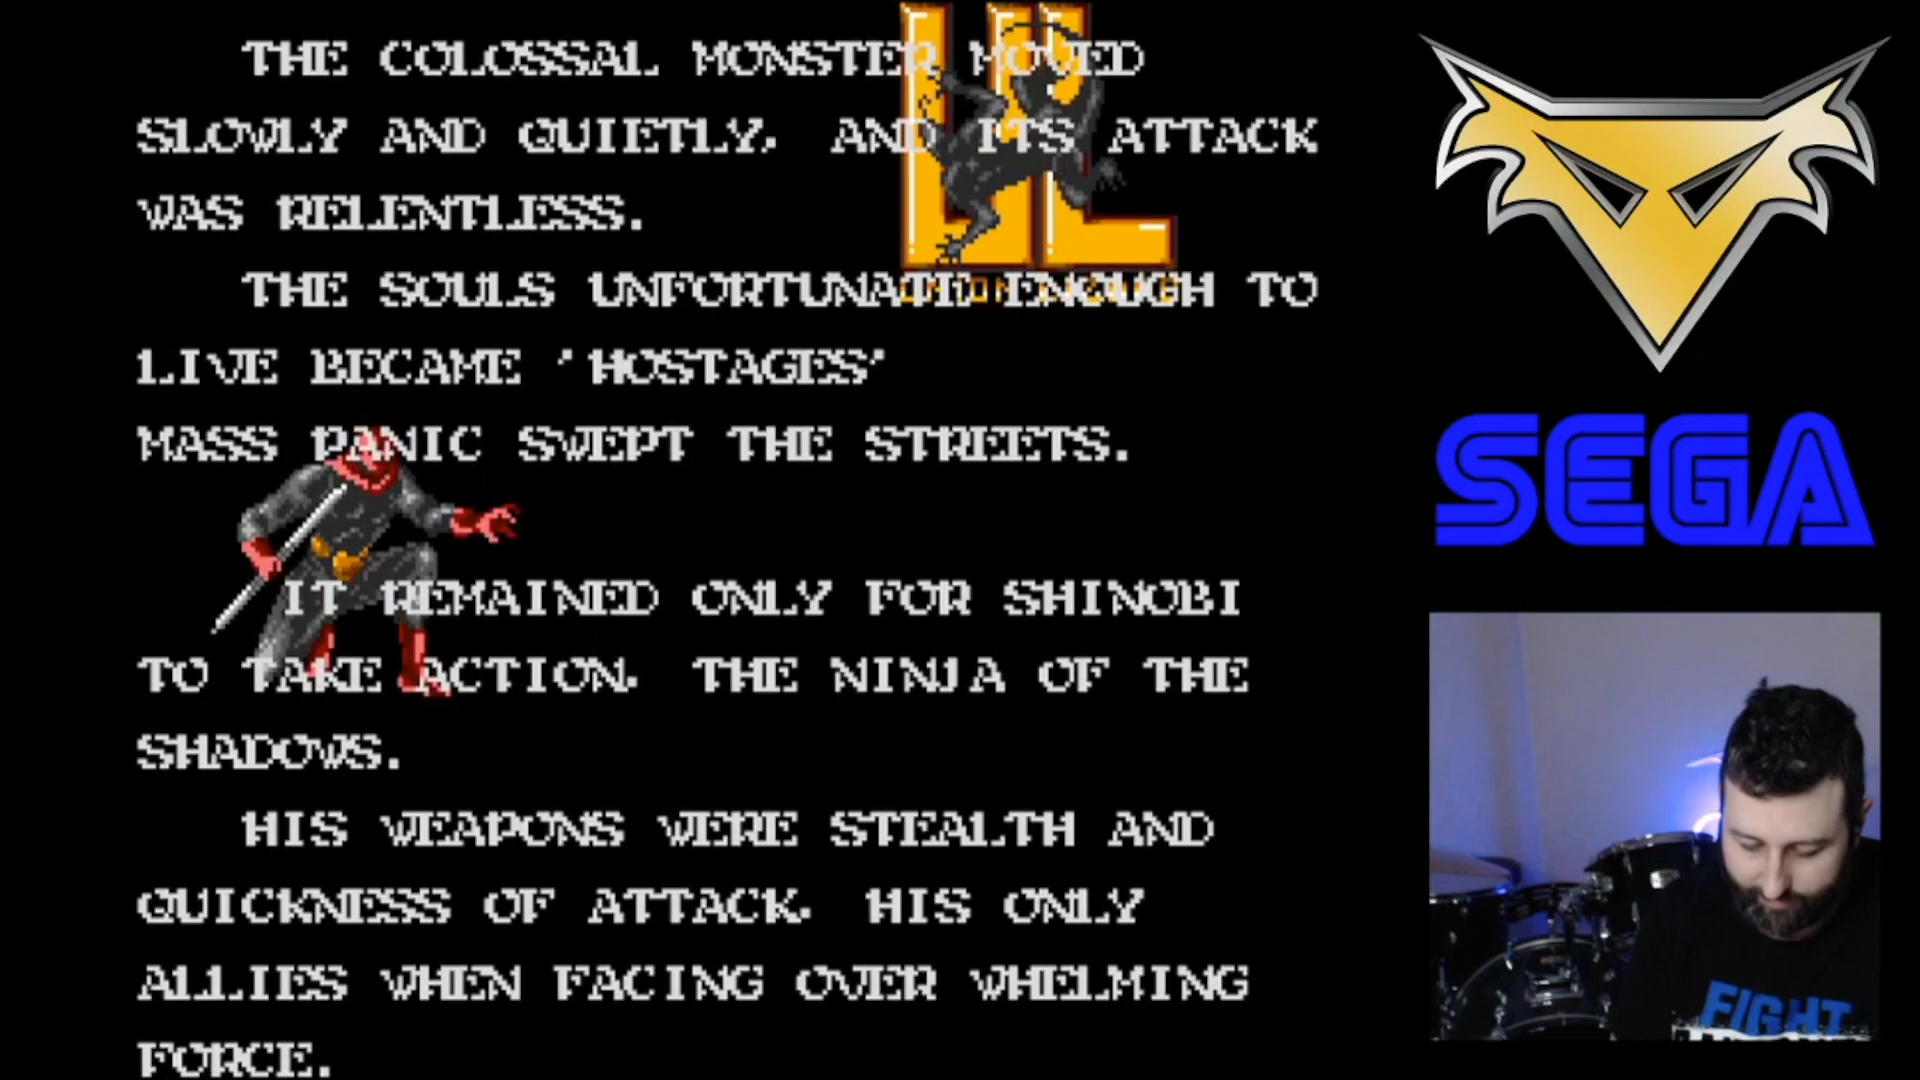 THE COLOSSAL MONSTER MOVED
SLOWLY AND QUIETLY. AND ITS ATTACK
WAS RELENTLESS.
THE SOULS UNFORTUNATE ENOUGH TO
LIVE BECAME 'HOSTAGES'
MASS PANIC SWEPT THE STREETS.
IT REMAINED ONLY FOR SHINOBI
TO TAKE ACTION. THE NINJA OF THE
SHADOWS.
HIS WEAPONS WERE STEALTH AND
QUICKNESS OF ATTACK. HIS ONLY
ALLIES WHEN FACING OVER WHELMING
FORCE.
UL
SEGA
FIGHT